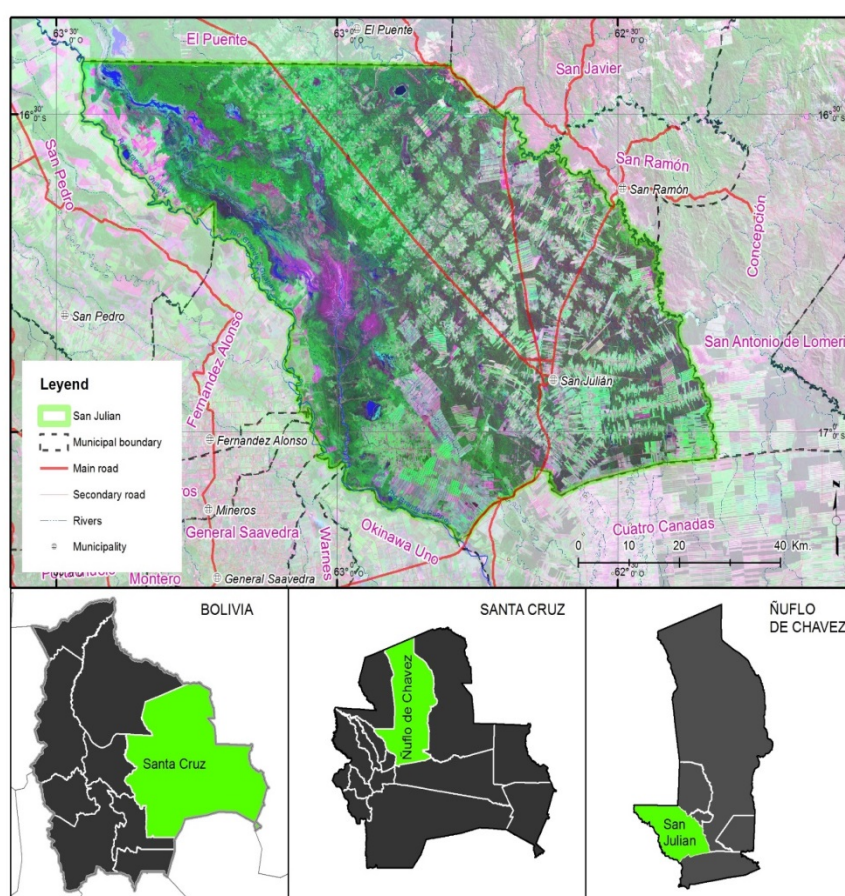 63° 30'
0" O
63°
0" O
62° 30'
0" O
El Puente
El Puente
San Javier
16° 30'
0" S
16° 30'
0" S
San Pedro
San Ramón
San Ramón
Concepción
San Pedro
Fernandez Alonso
San Antonio de Lomeri
San Julián
Leyend
San Julian
Municipal boundary
Main road
Secondary road
Rivers
Municipality
Fernandez Alonso
17°
0" S
17°
0" S
ros
Mineros
General Saavedra
Warnes
Okinawa Uno
Cuatro Canadas
N
0 10 20 40 Km.
Montero
General Saavedra
63°
0" O
62° 30'
0" O
BOLIVIA
Santa Cruz
SANTA CRUZ
Ñuflo de Chavez
ÑUFLO
DE CHAVEZ
San
Julian